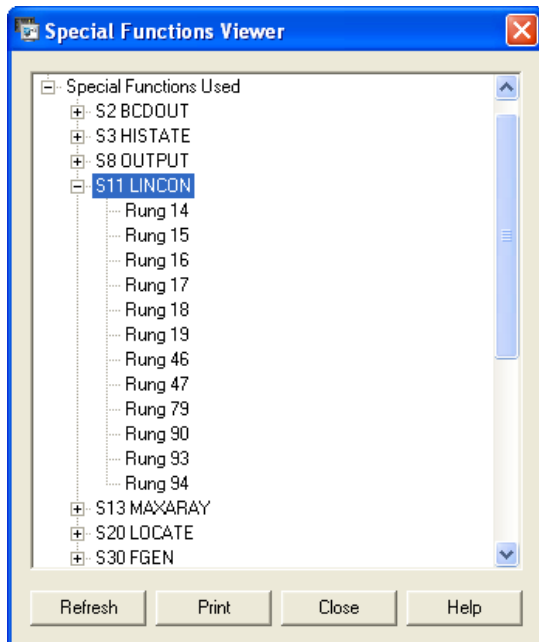 Special Functions Viewer
Special Functions Used
S2 BCDOUT
S3 HISTATE
S8 OUTPUT
S11 LINCON
Rung 14
Rung 15
Rung 16
Rung 17
Rung 18
Rung 19
Rung 46
Rung 47
Rung 79
Rung 90
Rung 93
Rung 94
S13 MAXARAY
S20 LOCATE
S30 FGEN
Refresh Print Close Help